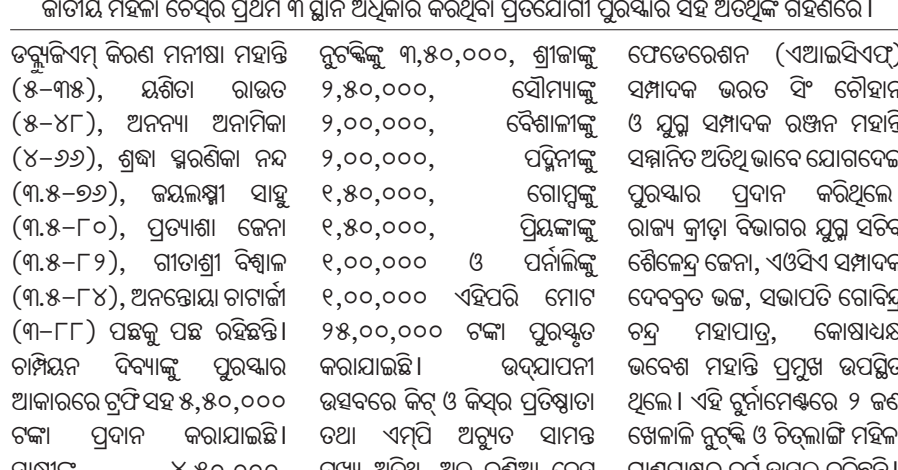 ଜାତୀୟ ମହିଳା ଚେସ୍‌ର ପ୍ରଥମ ୩ ସ୍ଥାନ ଅଧିକାର କରିଥିବା ପ୍ରତିଯୋଗୀ ପୁରସ୍କାର ସହ ଅତିଥିଙ୍କ ଗହଣରେ।
ଡବ୍ଲ୍ୟୁଜିଏମ୍ କିରଣ ମନୀଷା ମହାନ୍ତି
(୫–୩୫), ୟଶିତା ରାଉତ
(୫–୪୮), ଅନନ୍ୟା ଅନାମିକା
(୪–୬୬), ଶ୍ରଦ୍ଧା ସ୍ମରଣିକା ନନ୍ଦ
(୩.୫–୭୬), ଜୟଲକ୍ଷ୍ମୀ ସାହୁ
(୩.୫–୮୦), ପ୍ରତ୍ୟାଶା ଜେନା
(୩.୫–୮୨), ଗୀତାଶ୍ରୀ ବିଶ୍ୱାଳ
(୩.୫–୮୪), ଅନନ୍ତୋୟା ଚାଟାର୍ଜୀ
(୩–୮୮) ପଛକୁ ପଛ ରହିଛନ୍ତି।
ଚାମ୍ପିୟନ ଦିବ୍ୟାଙ୍କୁ ପୁରସ୍କାର
ଆକାରରେ ଟ୍ରଫି ସହ ୫,୫୦,୦୦୦
ଟଙ୍କା ପ୍ରଦାନ କରାଯାଇଛି।
୪,୫୦,୦୦୦,
ନୁଟକ୍କିଙ୍କୁ ୩,୫୦,୦୦୦, ଶ୍ରୀଜାଙ୍କୁ
୨,୫୦,୦୦୦, ସୌମ୍ୟାଙ୍କୁ
୨,୦୦,୦୦୦, ବୈଶାଳୀଙ୍କୁ
୨,୦୦,୦୦୦, ପଦ୍ମିନୀଙ୍କୁ
୧,୫୦,୦୦୦, ଗୋମ୍ସଙ୍କୁ
୧,୫୦,୦୦୦, ପ୍ରିୟଙ୍କାଙ୍କୁ
୧,୦୦,୦୦୦ ଓ ପର୍ନାଲିଙ୍କୁ
୧,୦୦,୦୦୦ ଏହିପରି ମୋଟ
୨୫,୦୦,୦୦୦ ଟଙ୍କା ପୁରସ୍କୃତ
କରାଯାଇଛି। ଉଦ୍‌ଯାପନୀ
ଉତ୍ସବରେ କିଟ୍ ଓ କିସ୍‌ର ପ୍ରତିଷ୍ଠାତା
ତଥା ଏମ୍‌ପି ଅଚ୍ୟୁତ ସାମନ୍ତ
ଫେଡେରେଶନ (ଏଆଇସିଏଫ୍)
ସମ୍ପାଦକ ଭରତ ସିଂ ଚୌହାନ
ଓ ଯୁଗ୍ମ ସମ୍ପାଦକ ରଞ୍ଜନ ମହାନ୍ତି
ସମ୍ମାନିତ ଅତିଥି ଭାବେ ଯୋଗଦେଇ
ପୁରସ୍କାର ପ୍ରଦାନ କରିଥିଲେ
ରାଜ୍ୟ କ୍ରୀଡ଼ା ବିଭାଗର ଯୁଗ୍ମ ସଚିବ
ଶୈଳେନ୍ଦ୍ର ଜେନା, ଏଓସିଏ ସମ୍ପାଦକ
ଦେବବ୍ରତ ଭଟ୍ଟ, ସଭାପତି ଗୋବିନ୍ଦ
ଚନ୍ଦ୍ର ମହାପାତ୍ର, କୋଷାଧ୍ୟକ୍ଷ
ଭବେଶ ମହାନ୍ତି ପ୍ରମୁଖ ଉପସ୍ଥିତ
ଥିଲେ। ଏହି ଟୁର୍ନାମେଣ୍ଟରେ ୨ ଜଣ
ଖେଳାଳି ନୁଟ୍‌କ୍କି ଓ ଚିତ୍‌ଲାଙ୍ଗି ମହିଳା